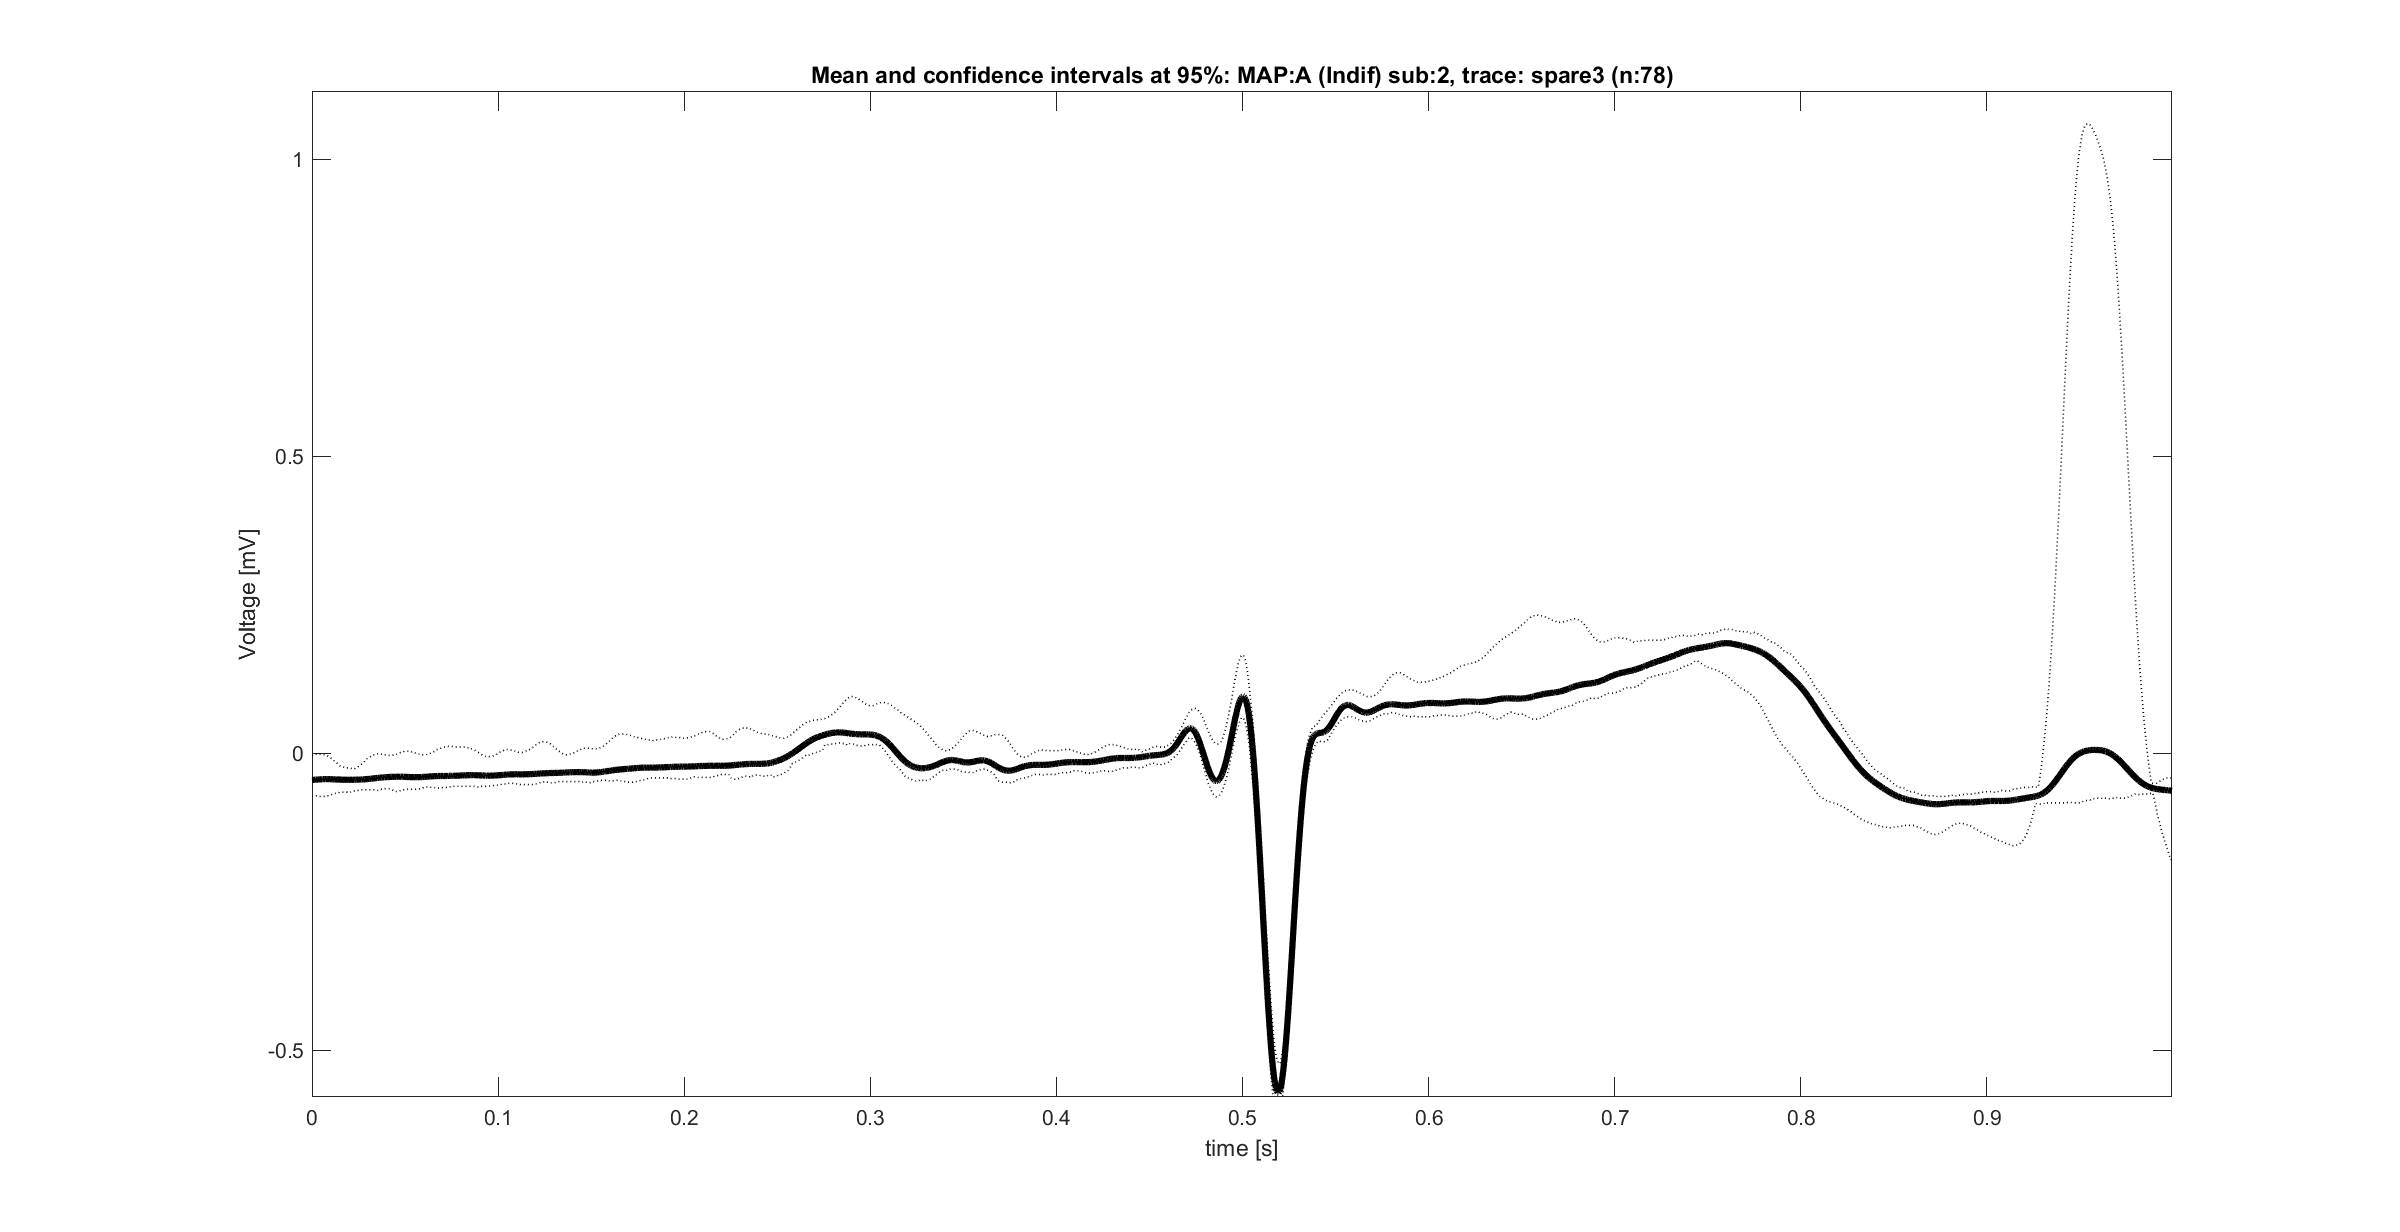 Mean and confidence intervals at 95%: MAP:A (Indif) sub:2, trace: spare3 (n:78)
1
0.5
0
-0.5
Voltage [mV]
0 0.1 0.2 0.3 0.4 0.5 0.6 0.7 0.8 0.9
time [s]